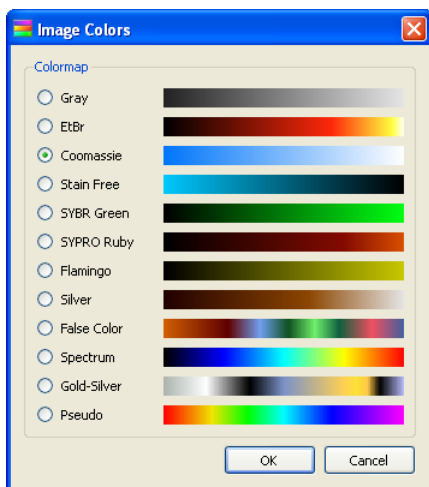 Image Colors
Colormap
Gray
EtBr
Coomassie
Stain Free
SYBR Green
SYPRO Ruby
Flamingo
Silver
False Color
Spectrum
Gold-Silver
Pseudo
OK Cancel